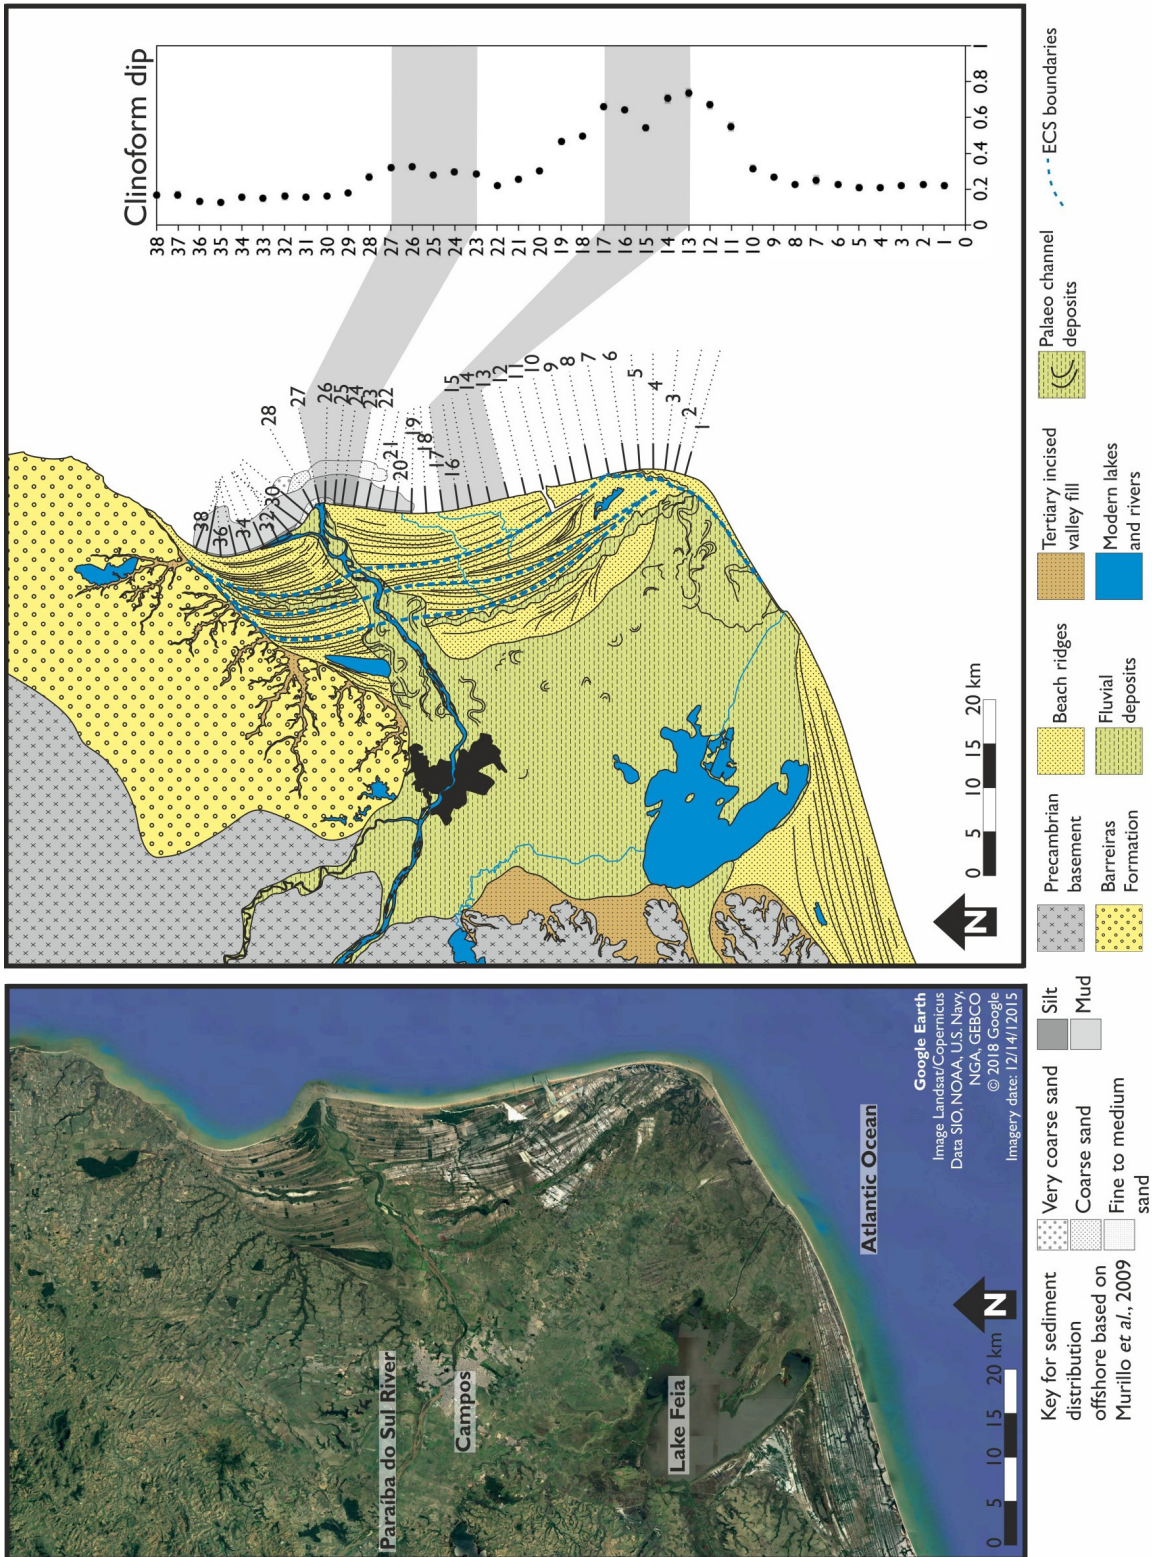 Clinoform dip
38
37
36
35
34
33
32
31
30
29
28
27
26
25
24
23
22
21
20
19
18
17
16
15
14
13
12
11
10
9
8
7
6
5
4
3
2
1
0
0
0.2
0.4
0.6
0.8
1
38
36
34
32
30
28
27
26
25
24
23
22
21
20
19
18
17
16
15
14
13
12
11
10
9
8
7
6
5
4
3
2
1
N
0 5 10 15 20 km
Paraíba do Sul River
Campos
Lake Feia
Atlantic Ocean
Google Earth
Image Landsat/Copernicus
Data SIO, NOAA, U.S. Navy,
NGA, GEBCO
© 2018 Google
Imagery date: 12/14/12015
N
0 5 10 15 20 km
Key for sediment
distribution
offshore based on
Murillo et al., 2009
Very coarse sand
Coarse sand
Fine to medium
sand
Silt
Mud
Precambrian
basement
Barreiras
Formation
Beach ridges
Fluvial
deposits
Tertiary incised
valley fill
Modern lakes
and rivers
Palaeo channel
deposits
ECS boundaries